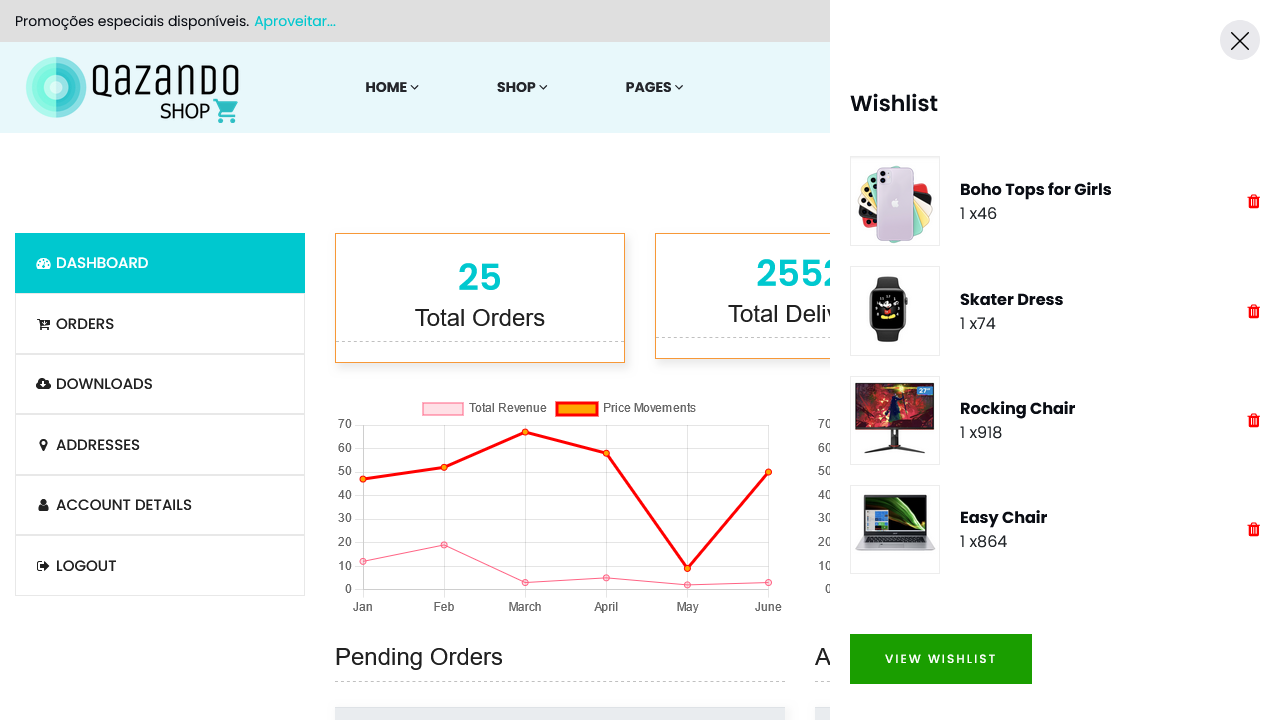 Promoções especiais disponíveis. Aproveitar...
QAZANDO
SHOP
HOME
SHOP
PAGES
DASHBOARD
ORDERS
DOWNLOADS
ADDRESSES
ACCOUNT DETAILS
LOGOUT
25
Total Orders
2552
Total Deliv
Total Revenue
Price Movements
70
60
50
40
30
20
10
0
Jan
Feb
March
April
May
June
70
60
50
40
30
20
10
0
Pending Orders
A
Wishlist
Boho Tops for Girls
1 x46
Skater Dress
1 x74
27"
Rocking Chair
1 x918
Easy Chair
1 x864
VIEW WISHLIST